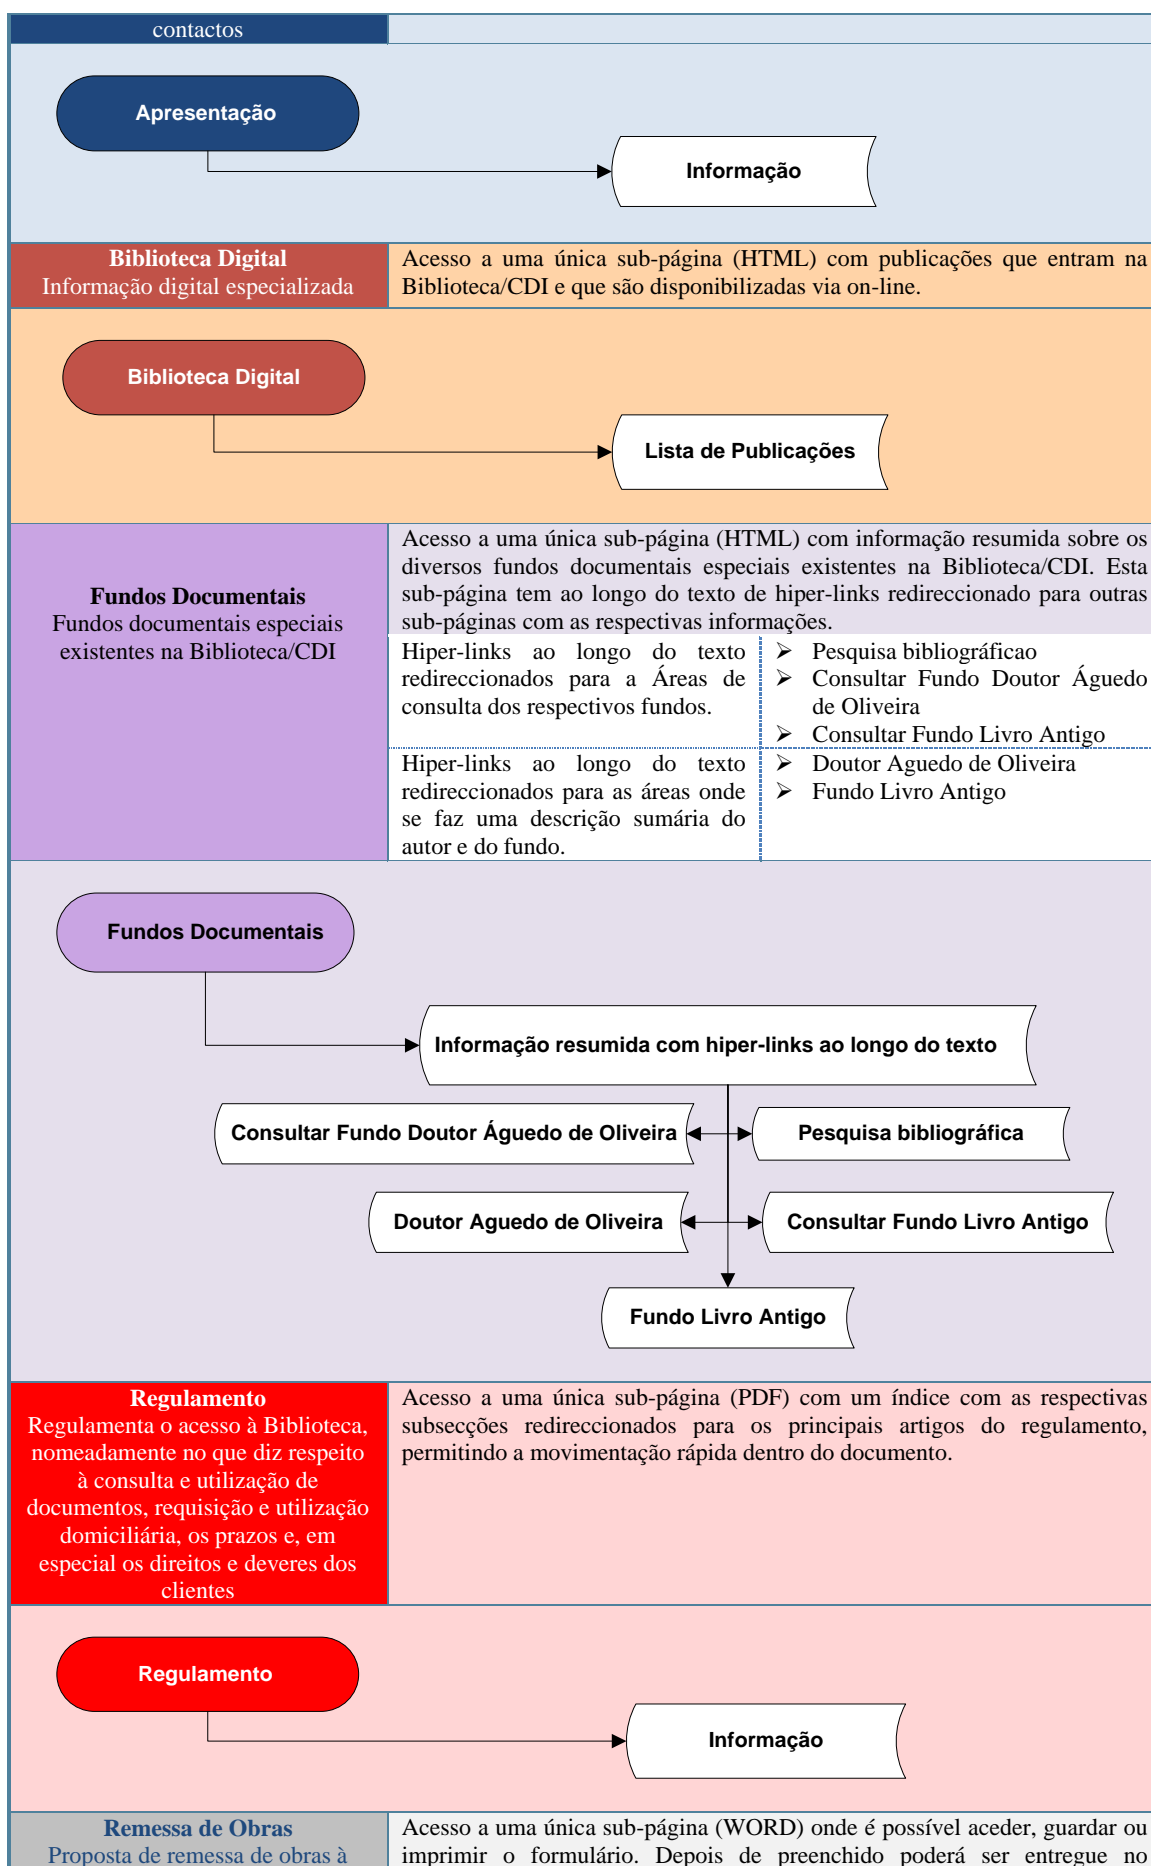 contactos
Apresentação
Informação
Biblioteca Digital
Informação digital especializada
Acesso a uma única sub-página (HTML) com publicações que entram na
Biblioteca/CDI e que são disponibilizadas via on-line.
Biblioteca Digital
Lista de Publicações
Fundos Documentais
Fundos documentais especiais
existentes na Biblioteca/CDI
Acesso a uma única sub-página (HTML) com informação resumida sobre os
diversos fundos documentais especiais existentes na Biblioteca/CDI. Esta
sub-página tem ao longo do texto de hiper-links redireccionado para outras
sub-páginas com as respectivas informações.
Hiper-links ao longo do texto
redireccionados para a Áreas de
consulta dos respectivos fundos.
➢ Pesquisa bibliográficao
➢ Consultar Fundo Doutor Águedo
de Oliveira
➢ Consultar Fundo Livro Antigo
Hiper-links ao longo do texto
redireccionados para as áreas onde
se faz uma descrição sumária do
autor e do fundo.
➢ Doutor Aguedo de Oliveira
➢ Fundo Livro Antigo
Fundos Documentais
Informação resumida com hiper-links ao longo do texto
Consultar Fundo Doutor Águedo de Oliveira
Pesquisa bibliográfica
Doutor Aguedo de Oliveira
Consultar Fundo Livro Antigo
Fundo Livro Antigo
Regulamento
Regulamenta o acesso à Biblioteca,
nomeadamente no que diz respeito
à consulta e utilização de
documentos, requisição e utilização
domiciliária, os prazos e, em
especial os direitos e deveres dos
clientes
Acesso a uma única sub-página (PDF) com um índice com as respectivas
subsecções redireccionados para os principais artigos do regulamento,
permitindo a movimentação rápida dentro do documento.
Regulamento
Informação
Remessa de Obras
Proposta de remessa de obras à
Acesso a uma única sub-página (WORD) onde é possível aceder, guardar ou
imprimir o formulário. Depois de preenchido poderá ser entregue no